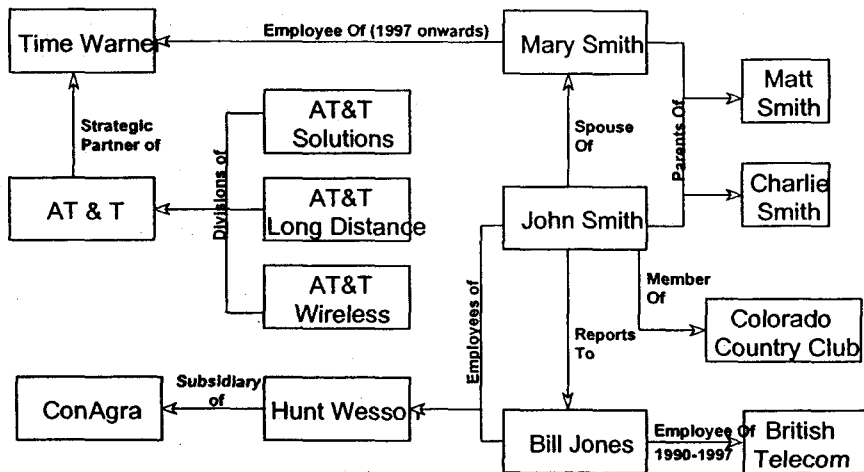 Time Warner
Employee Of (1997 onwards)
Mary Smith
Matt
Smith
Strategic
Partner of
AT&T
Solutions
Spouse
Of
Parents Of
AT & T
Divisions of
AT&T
Long Distance
John Smith
Charlie
Smith
AT&T
Wireless
Employees of
Reports
To
Member
Of
Colorado
Country Club
ConAgra
Subsidiary
of
Hunt Wesso
Bill Jones
Employee Of
1990-1997
British
Telecom